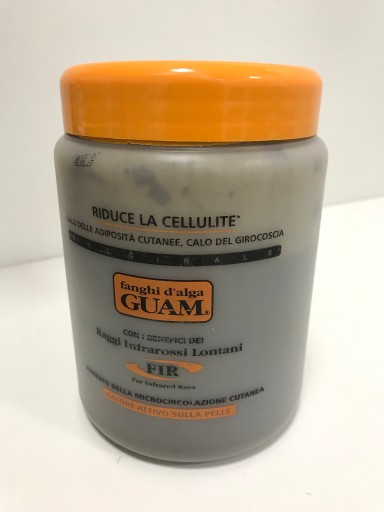 RIDUCE LA CELLULITE*
CALO DELLE ADIPOSITÀ CUTANEE, CALO DEL GIROCOSCIA
ORIGINALE
fanghi d'alga
GUAM®
CON I BENEFICI DEI
Raggi Infrarossi Lontani
FIR
Far Infrared Rays
DELLA MICROCIRCOLAZIONE CUTANEA
CALORE ATTIVO SULLA PELLE